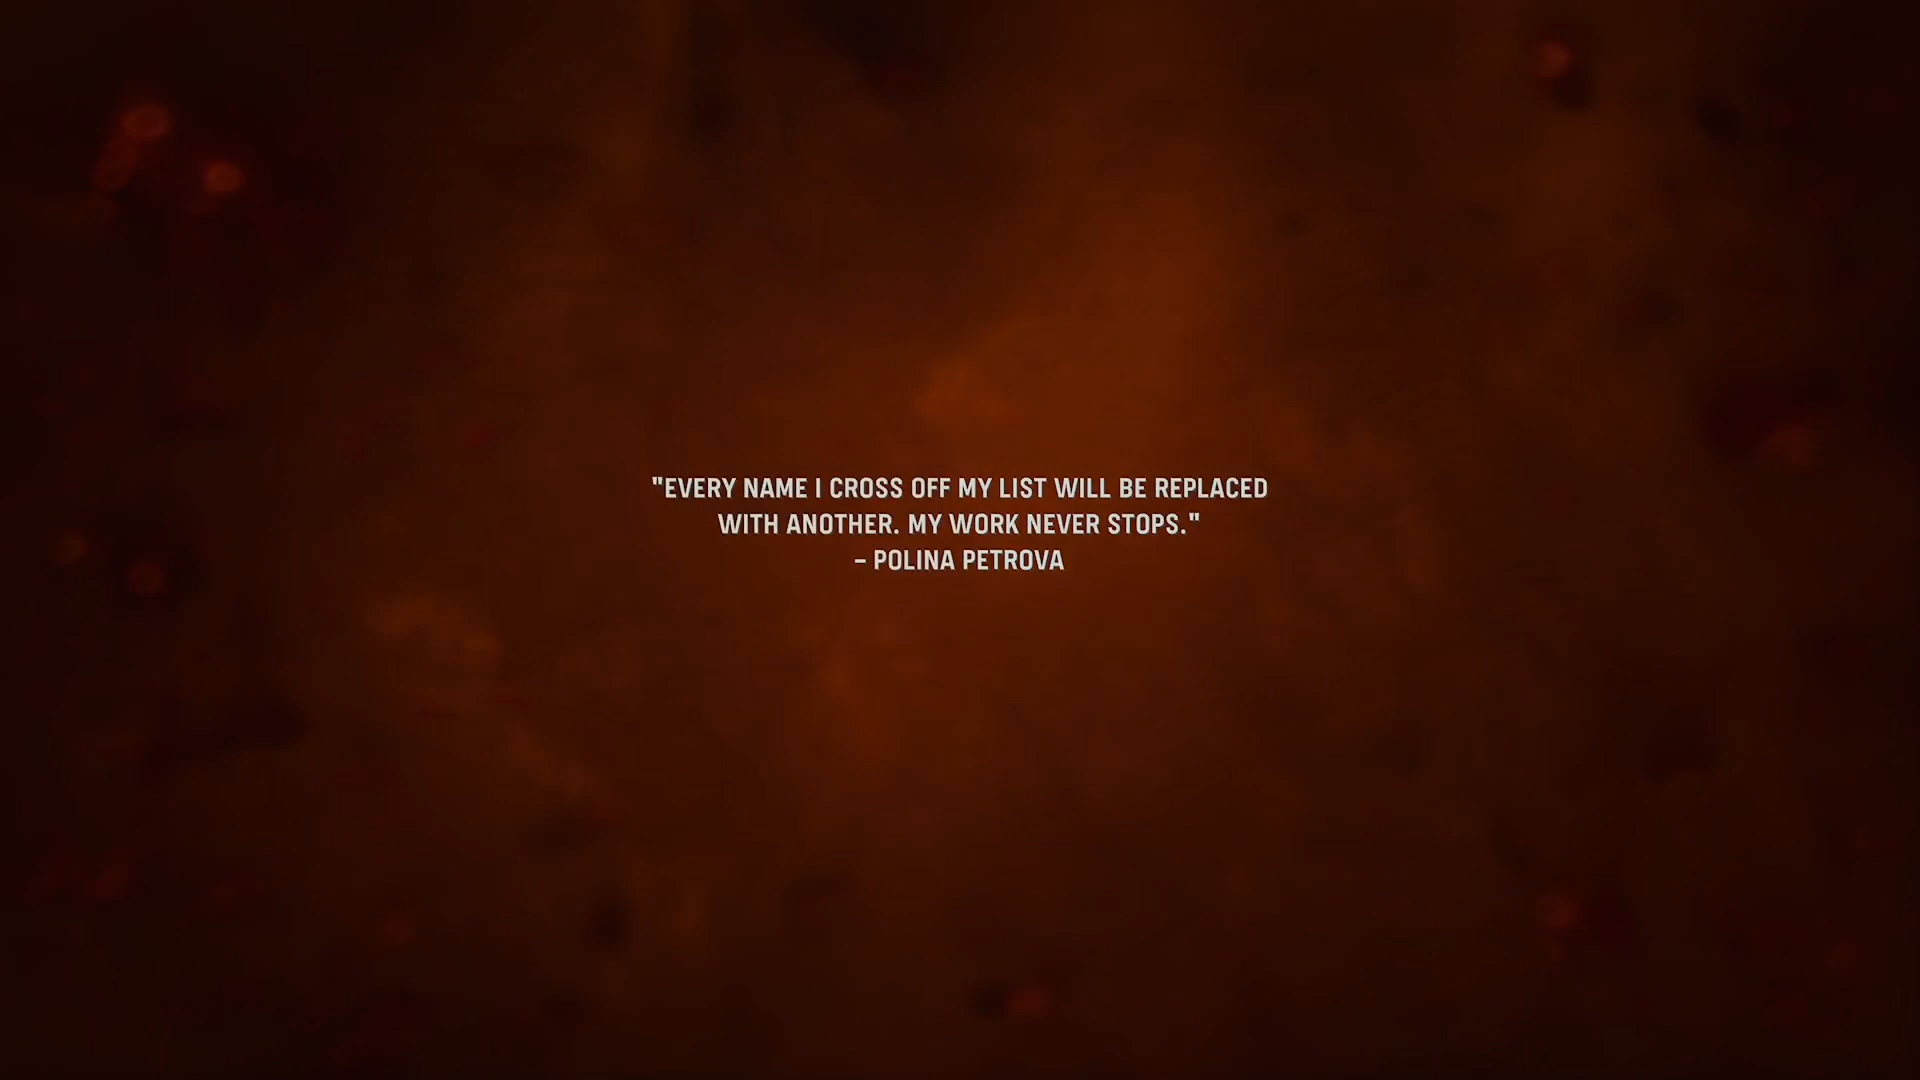 "EVERY NAME I CROSS OFF MY LIST WILL BE REPLACED
WITH ANOTHER. MY WORK NEVER STOPS."
– POLINA PETROVA